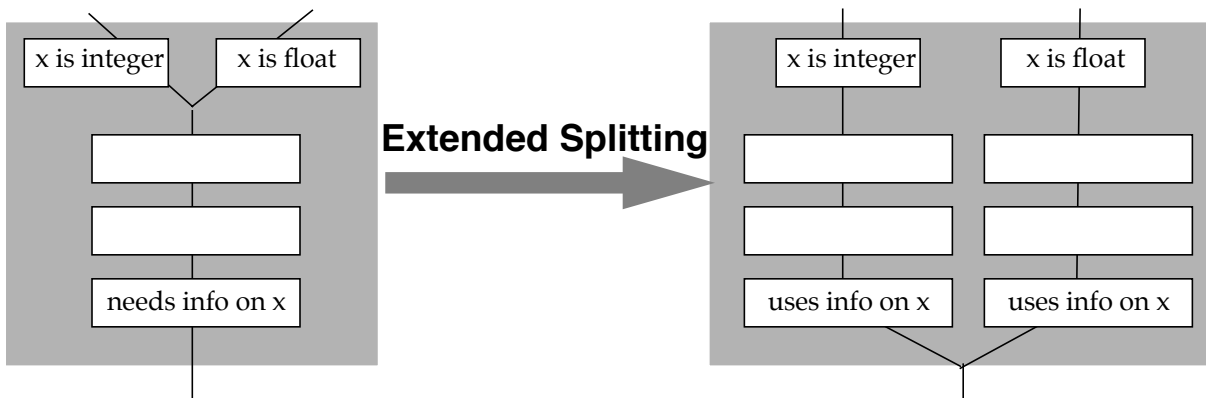 x is integer
x is float
needs info on x
Extended Splitting
x is integer
x is float
uses info on x
uses info on x